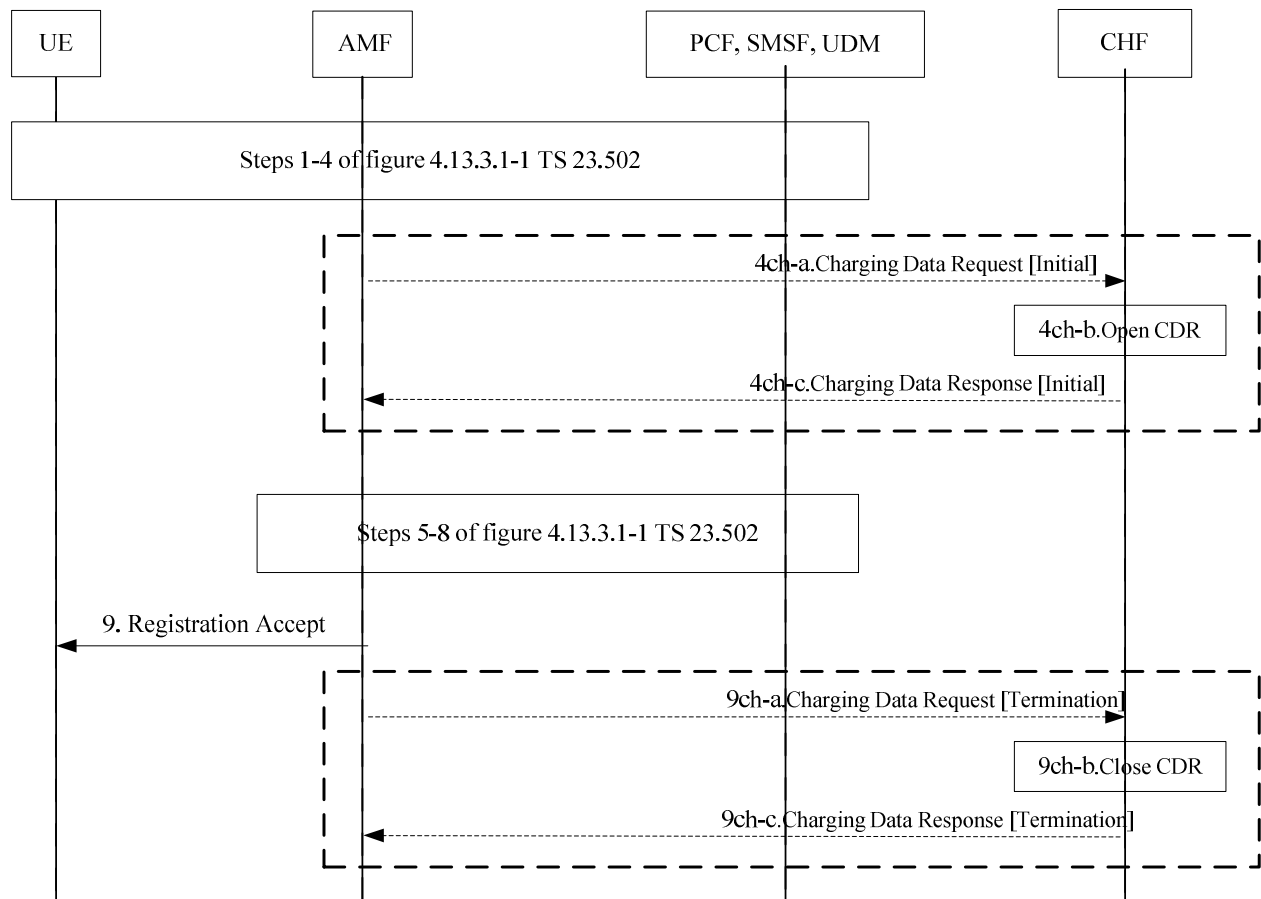 UE
AMF
PCF, SMSF, UDM
CHF
Steps 1-4 of figure 4.13.3.1-1 TS 23.502
4ch-a.Charging Data Request [Initial]
4ch-b.Open CDR
4ch-c.Charging Data Response [Initial]
Steps 5-8 of figure 4.13.3.1-1 TS 23.502
9. Registration Accept
9ch-a.Charging Data Request [Termination]
9ch-b.Close CDR
9ch-c.Charging Data Response [Termination]